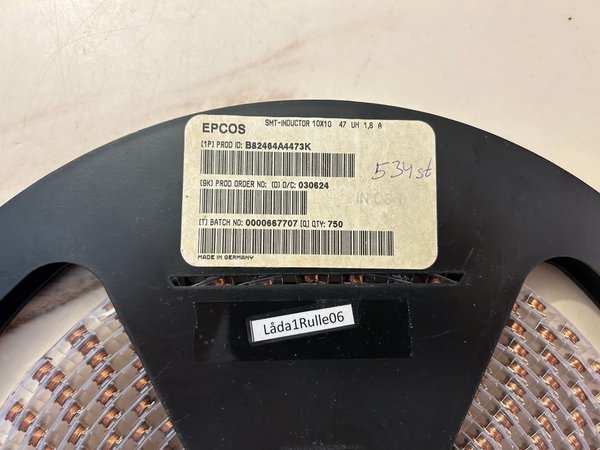 SMT-INDUCTOR 10X10 47 UH 1,6 A
EPCOS
[1P] PROD ID: B82464A4473K
534st
[9K] PROD ORDER NO: [D] D/C: 030624
[T] BATCH NO: 0000667707 [Q] QTY: 750
MADE IN GERMANY
Låda1Rulle06